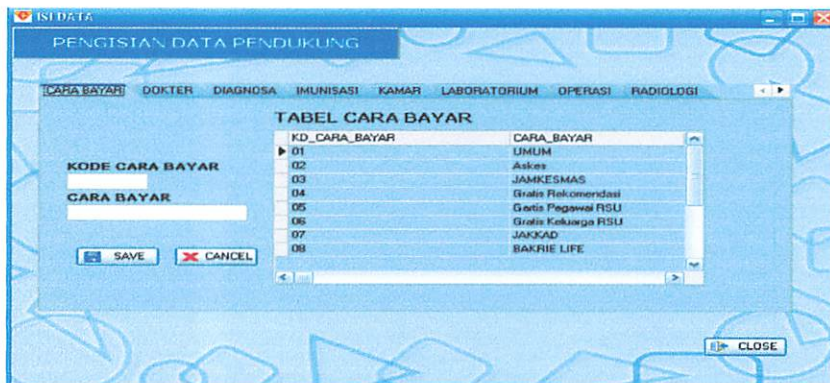 ISI DATA
PENGISIAN DATA PENDUKUNG
CARA BAYAR DOKTER DIAGNOSA IMUNISASI KAMAR LABORATORIUM OPERASI RADIOLOGI
TABEL CARA BAYAR
KD_CARA_BAYAR CARA_BAYAR
01 UMUM
02 Askes
03 JAMKESMAS
04 Gratis Rekomendasi
05 Gartis Pegawai RSU
06 Gratis Keluarga RSU
07 JAKKAD
08 BAKRIE LIFE
KODE CARA BAYAR
CARA BAYAR
SAVE CANCEL
CLOSE